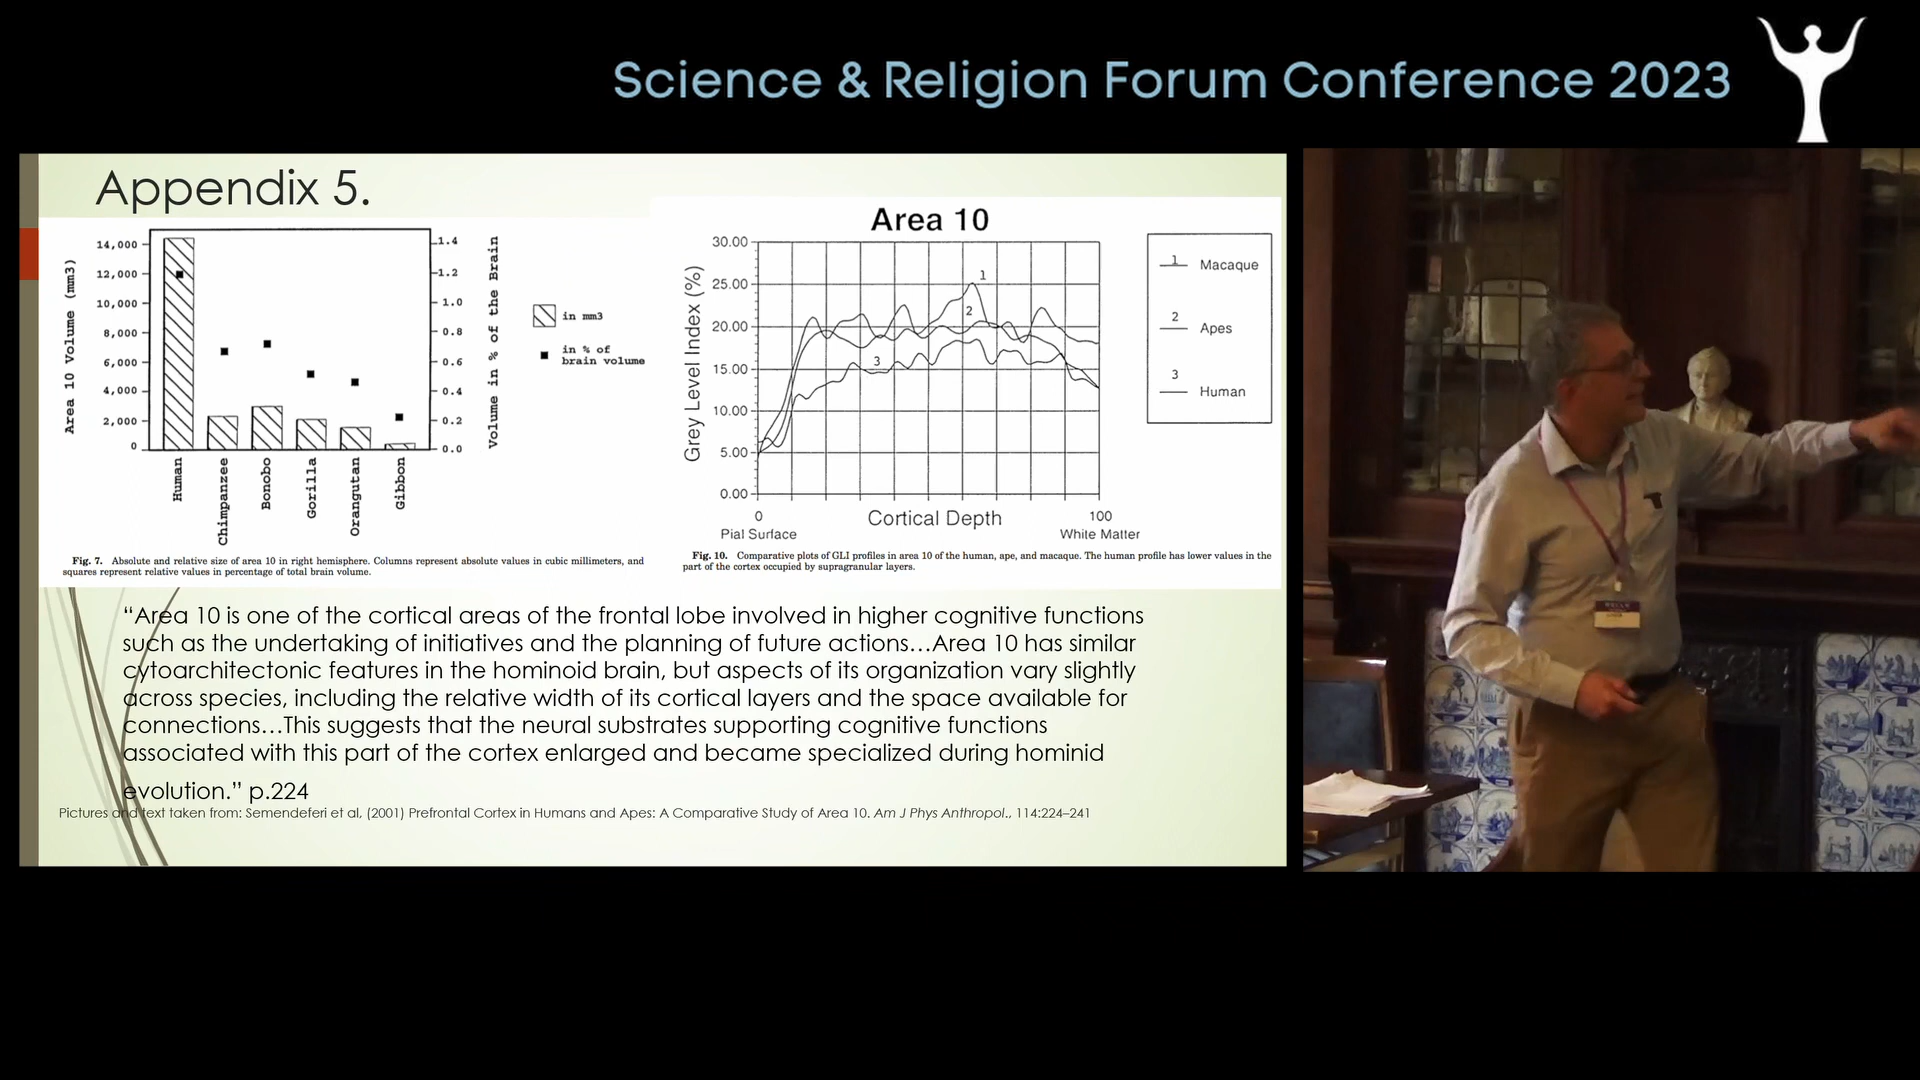 Science & Religion Forum Conference 2023
Appendix 5.
Area 10 Volume (mm3)
14,000
12,000
10,000
8,000
6,000
4,000
2,000
0
1.4
1.2
1.0
0.8
0.6
0.4
0.2
0.0
Volume in % of the Brain
Human
Chimpanzee
Bonobo
Gorilla
Orangutan
Gibbon
in mm3
in % of
brain volume
Fig. 7. Absolute and relative size of area 10 in right hemisphere. Columns represent absolute values in cubic millimeters, and
squares represent relative values in percentage of total brain volume.
Area 10
Grey Level Index (%)
30.00
25.00
20.00
15.00
10.00
5.00
0.00
1
2
3
0
Cortical Depth
100
Pial Surface
White Matter
1 Macaque
2 Apes
3 Human
Fig. 10. Comparative plots of GLI profiles in area 10 of the human, ape, and macaque. The human profile has lower values in the
part of the cortex occupied by supragranular layers.
“Area 10 is one of the cortical areas of the frontal lobe involved in higher cognitive functions
such as the undertaking of initiatives and the planning of future actions…Area 10 has similar
cytoarchitectonic features in the hominoid brain, but aspects of its organization vary slightly
across species, including the relative width of its cortical layers and the space available for
connections…This suggests that the neural substrates supporting cognitive functions
associated with this part of the cortex enlarged and became specialized during hominid
evolution.” p.224
Pictures and text taken from: Semendeferi et al, (2001) Prefrontal Cortex in Humans and Apes: A Comparative Study of Area 10. Am J Phys Anthropol., 114:224–241